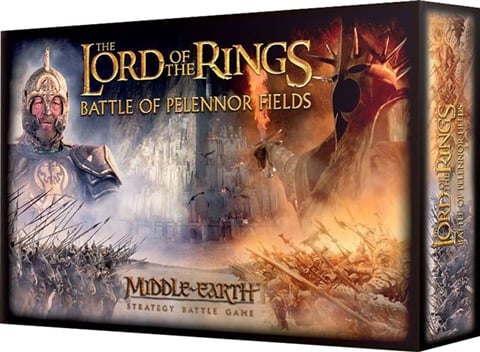 THE
LORD OF THE RINGS
BATTLE OF PELENNOR FIELDS
MIDDLE-EARTH
STRATEGY BATTLE GAME
THE
LORD OF THE RINGS
BATTLE OF PELENNOR FIELDS